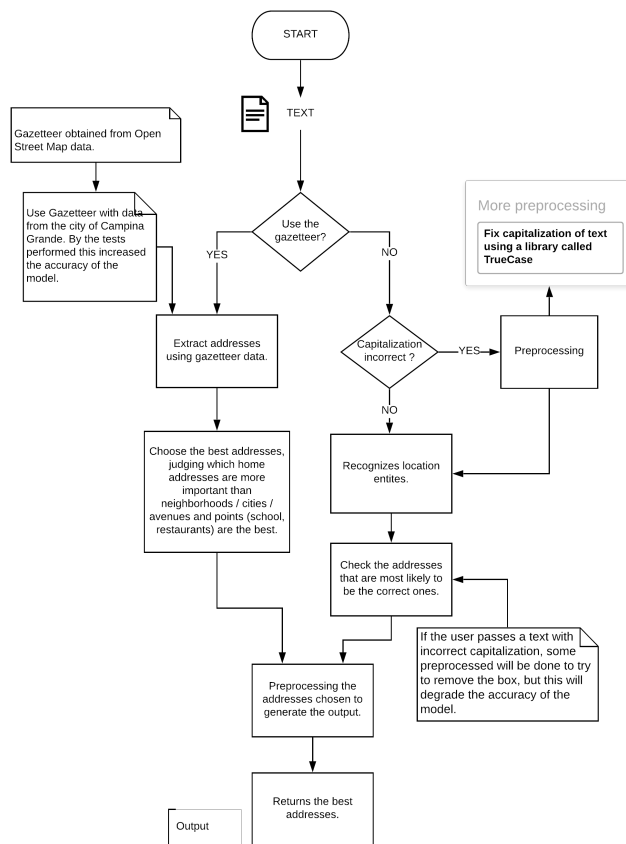 START
TEXT
Gazetteer obtained from Open
Street Map data.
Use Gazetteer with data
from the city of Campina
Grande. By the tests
performed this increased
the accuracy of the
model.
Use the
gazetteer?
YES
NO
More preprocessing
Fix capitalization of text
using a library called
TrueCase
Extract addresses
using gazetteer data.
Capitalization
incorrect ?
YES
Preprocessing
NO
Choose the best addresses,
judging which home
addresses are more
important than
neighborhoods / cities /
avenues and points (school,
restaurants) are the best.
Recognizes location
entites.
Check the addresses
that are most likely to
be the correct ones.
If the user passes a text with
incorrect capitalization, some
preprocessed will be done to try
to remove the box, but this will
degrade the accuracy of the
model.
Preprocessing the
addresses chosen to
generate the output.
Returns the best
addresses.
Output